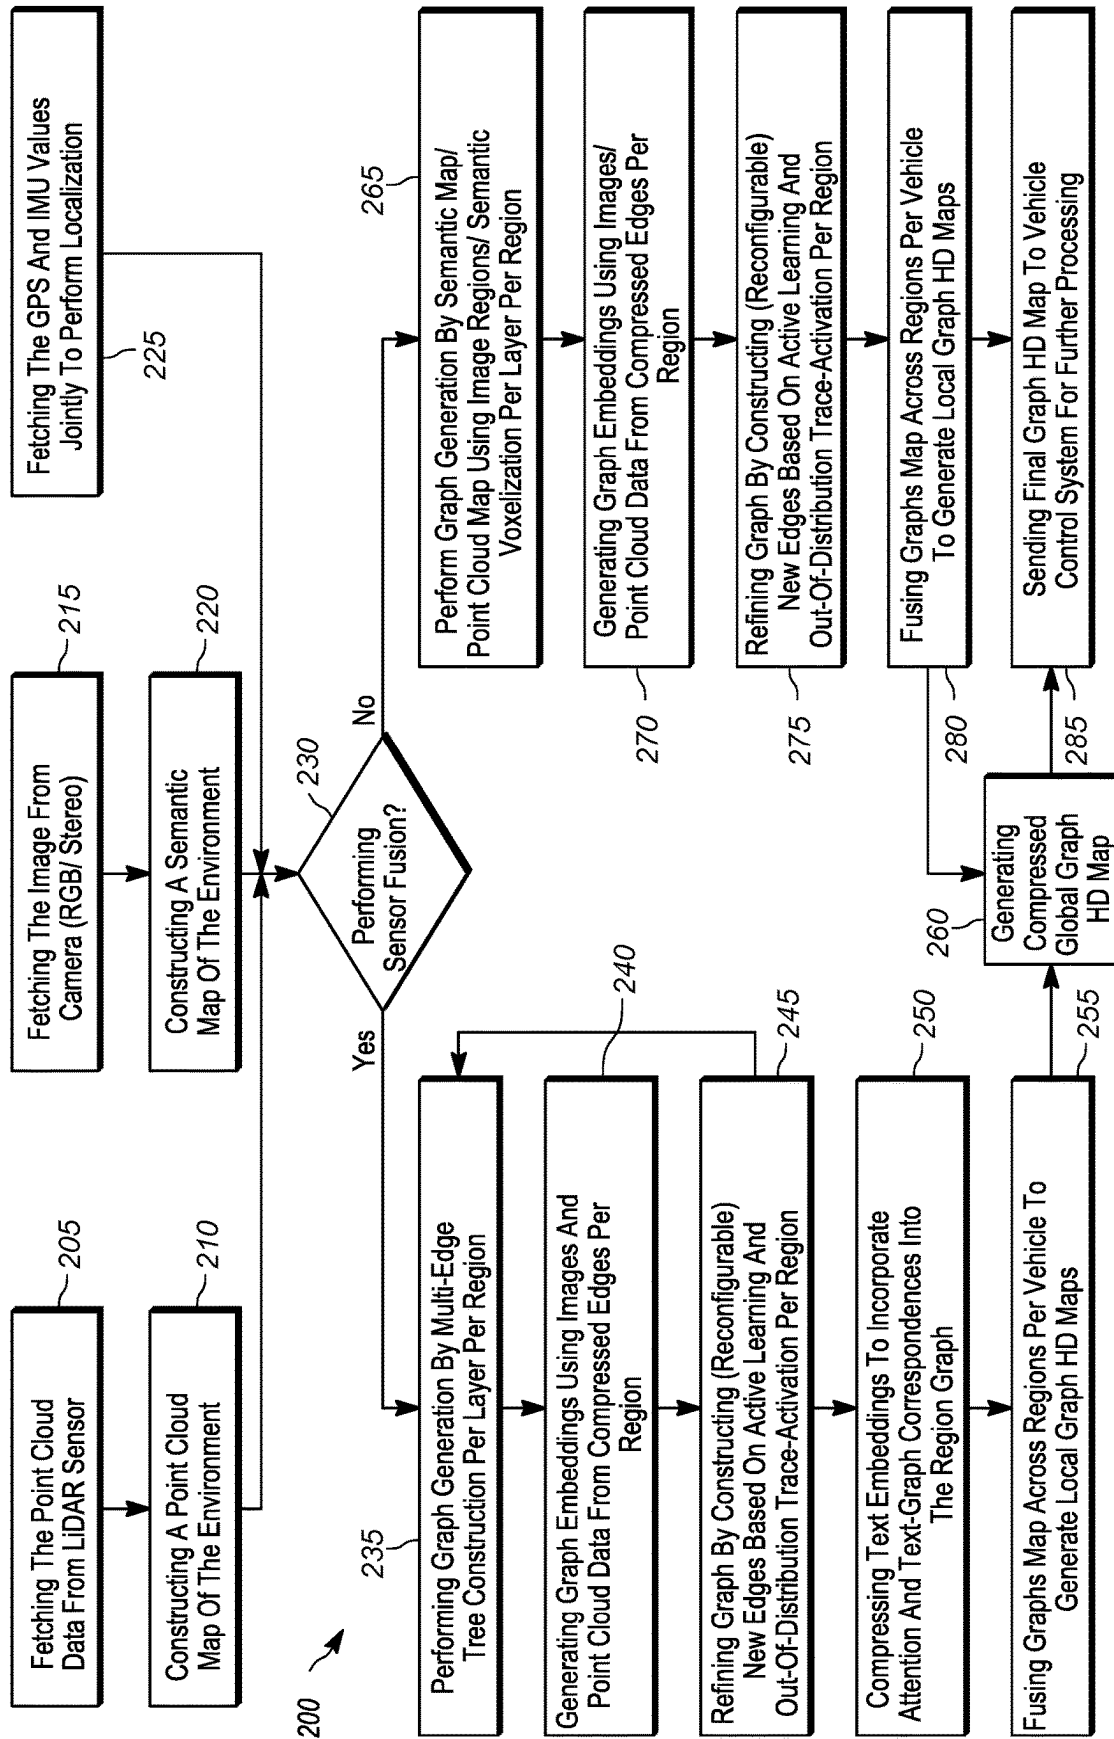 200
Fetching The Point Cloud
Data From LiDAR Sensor
205
Constructing A Point Cloud
Map Of The Environment
210
Fetching The Image From
Camera (RGB/ Stereo)
215
Constructing A Semantic
Map Of The Environment
220
Fetching The GPS And IMU Values
Jointly To Perform Localization
225
Performing
Sensor Fusion?
230
Yes
No
235
Performing Graph Generation By Multi-Edge
Tree Construction Per Layer Per Region
Generating Graph Embeddings Using Images And
Point Cloud Data From Compressed Edges Per
Region
240
Refining Graph By Constructing (Reconfigurable)
New Edges Based On Active Learning And
Out-Of-Distribution Trace-Activation Per Region
245
Compressing Text Embeddings To Incorporate
Attention And Text-Graph Correspondences Into
The Region Graph
250
Fusing Graphs Map Across Regions Per Vehicle To
Generate Local Graph HD Maps
255
260
Generating
Compressed
Global Graph
HD Map
265
Perform Graph Generation By Semantic Map/
Point Cloud Map Using Image Regions/ Semantic
Voxelization Per Layer Per Region
Generating Graph Embeddings Using Images/
Point Cloud Data From Compressed Edges Per
Region
270
Refining Graph By Constructing (Reconfigurable)
New Edges Based On Active Learning And
Out-Of-Distribution Trace-Activation Per Region
275
Fusing Graphs Map Across Regions Per Vehicle
To Generate Local Graph HD Maps
280
Sending Final Graph HD Map To Vehicle
Control System For Further Processing
285